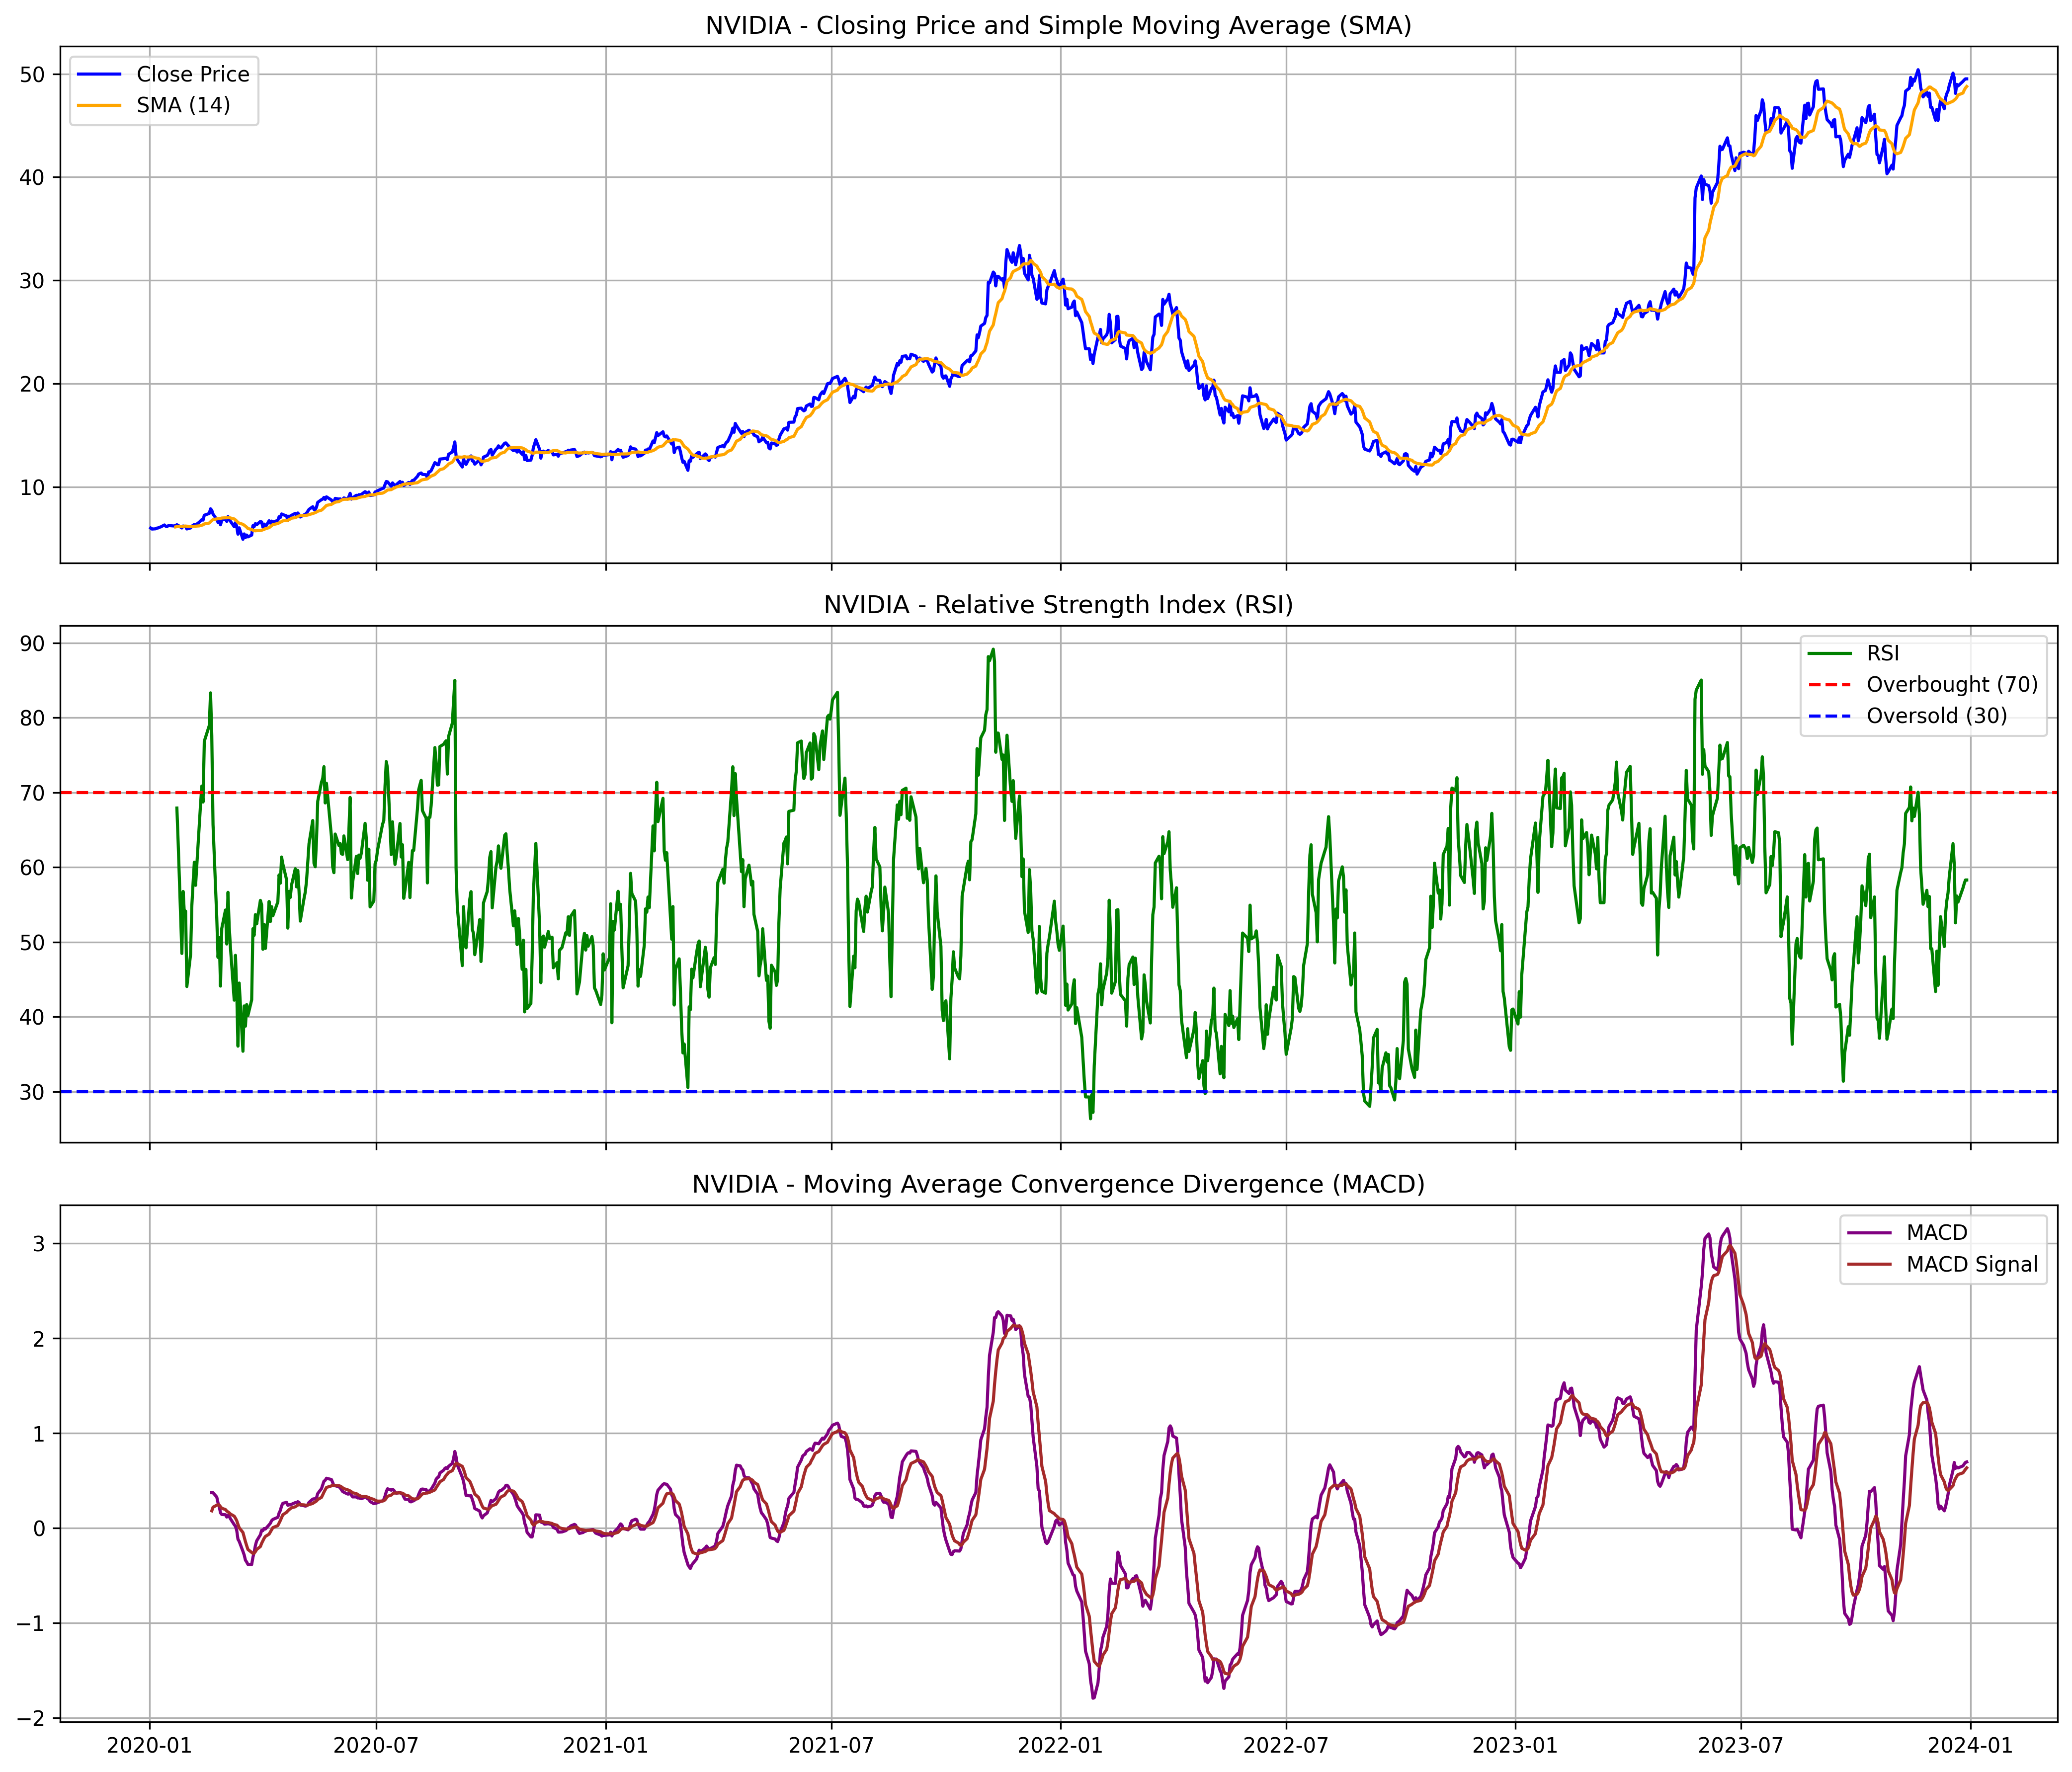 NVIDIA - Closing Price and Simple Moving Average (SMA)
50
40
30
20
10
Close Price
SMA (14)
NVIDIA - Relative Strength Index (RSI)
90
80
70
60
50
40
30
RSI
Overbought (70)
Oversold (30)
NVIDIA - Moving Average Convergence Divergence (MACD)
3
2
1
0
−1
−2
MACD
MACD Signal
2020-01
2020-07
2021-01
2021-07
2022-01
2022-07
2023-01
2023-07
2024-01